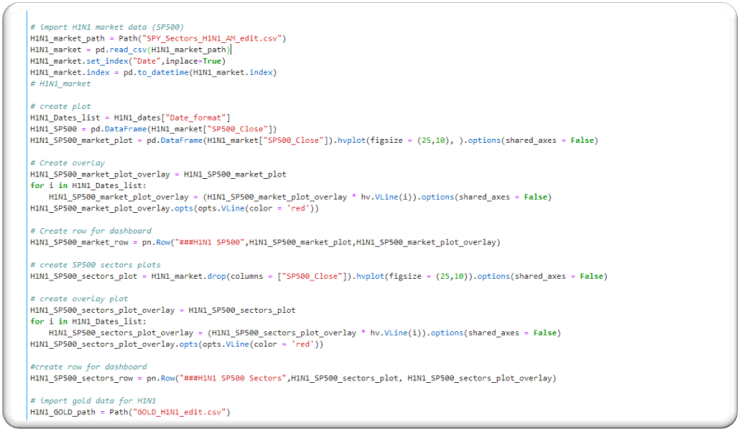 # import H1N1 market data (SP500)
H1N1_market_path = Path("SPY_Sectors_H1N1_AM_edit.csv")
H1N1_market = pd.read_csv(H1N1_market_path)
H1N1_market.set_index("Date",inplace=True)
H1N1_market.index = pd.to_datetime(H1N1_market.index)
# H1N1_market
# create plot
H1N1_Dates_list = H1N1_dates["Date_format"]
H1N1_SP500 = pd.DataFrame(H1N1_market["SP500_Close"])
H1N1_SP500_market_plot = pd.DataFrame(H1N1_market["SP500_Close"]).hvplot(figsize = (25,10), ).options(shared_axes = False)
# Create overlay
H1N1_SP500_market_plot_overlay = H1N1_SP500_market_plot
for i in H1N1_Dates_list:
    H1N1_SP500_market_plot_overlay = (H1N1_SP500_market_plot_overlay * hv.VLine(i)).options(shared_axes = False)
H1N1_SP500_market_plot_overlay.opts(opts.VLine(color = 'red'))
# Create row for dashboard
H1N1_SP500_market_row = pn.Row("###H1N1 SP500",H1N1_SP500_market_plot,H1N1_SP500_market_plot_overlay)
# create SP500 sectors plots
H1N1_SP500_sectors_plot = H1N1_market.drop(columns = ["SP500_Close"]).hvplot(figsize = (25,10)).options(shared_axes = False)
# create overlay plot
H1N1_SP500_sectors_plot_overlay = H1N1_SP500_sectors_plot
for i in H1N1_Dates_list:
    H1N1_SP500_sectors_plot_overlay = (H1N1_SP500_sectors_plot_overlay * hv.VLine(i)).options(shared_axes = False)
H1N1_SP500_sectors_plot_overlay.opts(opts.VLine(color = 'red'))
#create row for dashboard
H1N1_SP500_sectors_row = pn.Row("###H1N1 SP500 Sectors",H1N1_SP500_sectors_plot, H1N1_SP500_sectors_plot_overlay)
# import gold data for H1N1
H1N1_GOLD_path = Path("GOLD_H1N1_edit.csv")